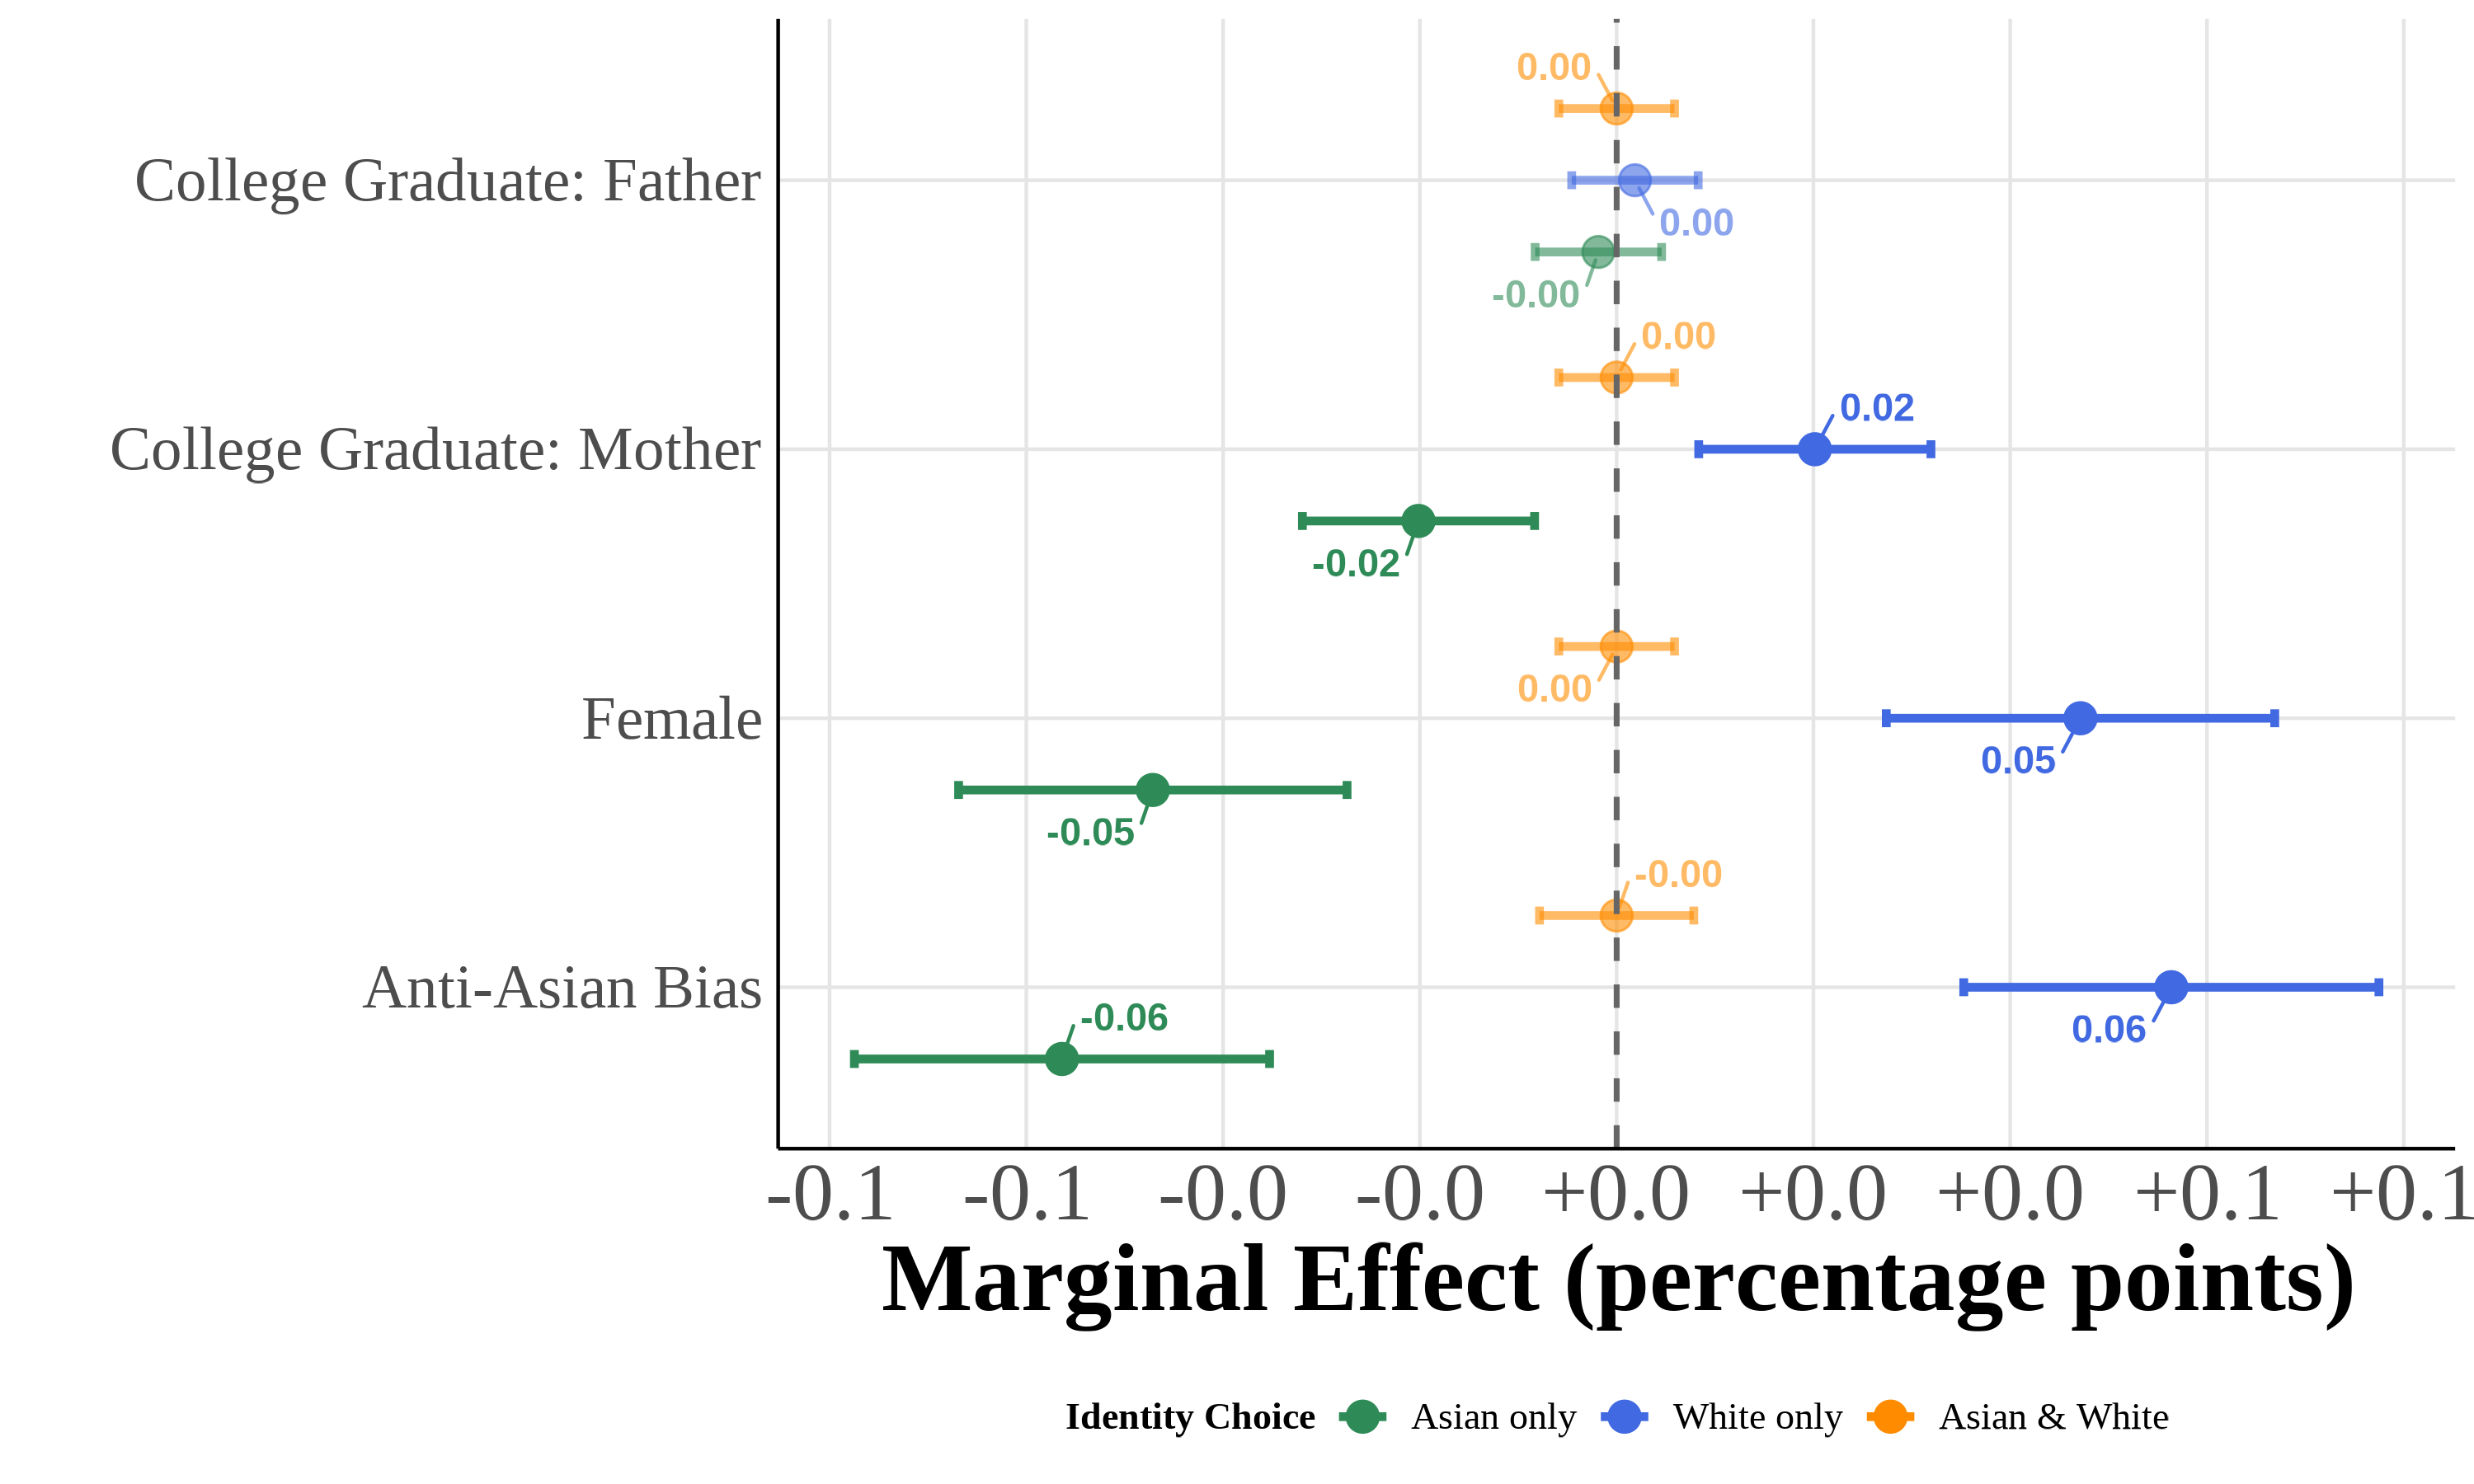 0.00
College Graduate: Father
0.00
-0.00
0.00
0.02
College Graduate: Mother
-0.02
0.00
Female
0.05
-0.05
-0.00
Anti-Asian Bias
-0.06
0.06
-0.1 -0.1 -0.0 -0.0 +0.0 +0.0 +0.0 +0.1 +0.1
Marginal Effect (percentage points)
Identity Choice Asian only White only Asian & White